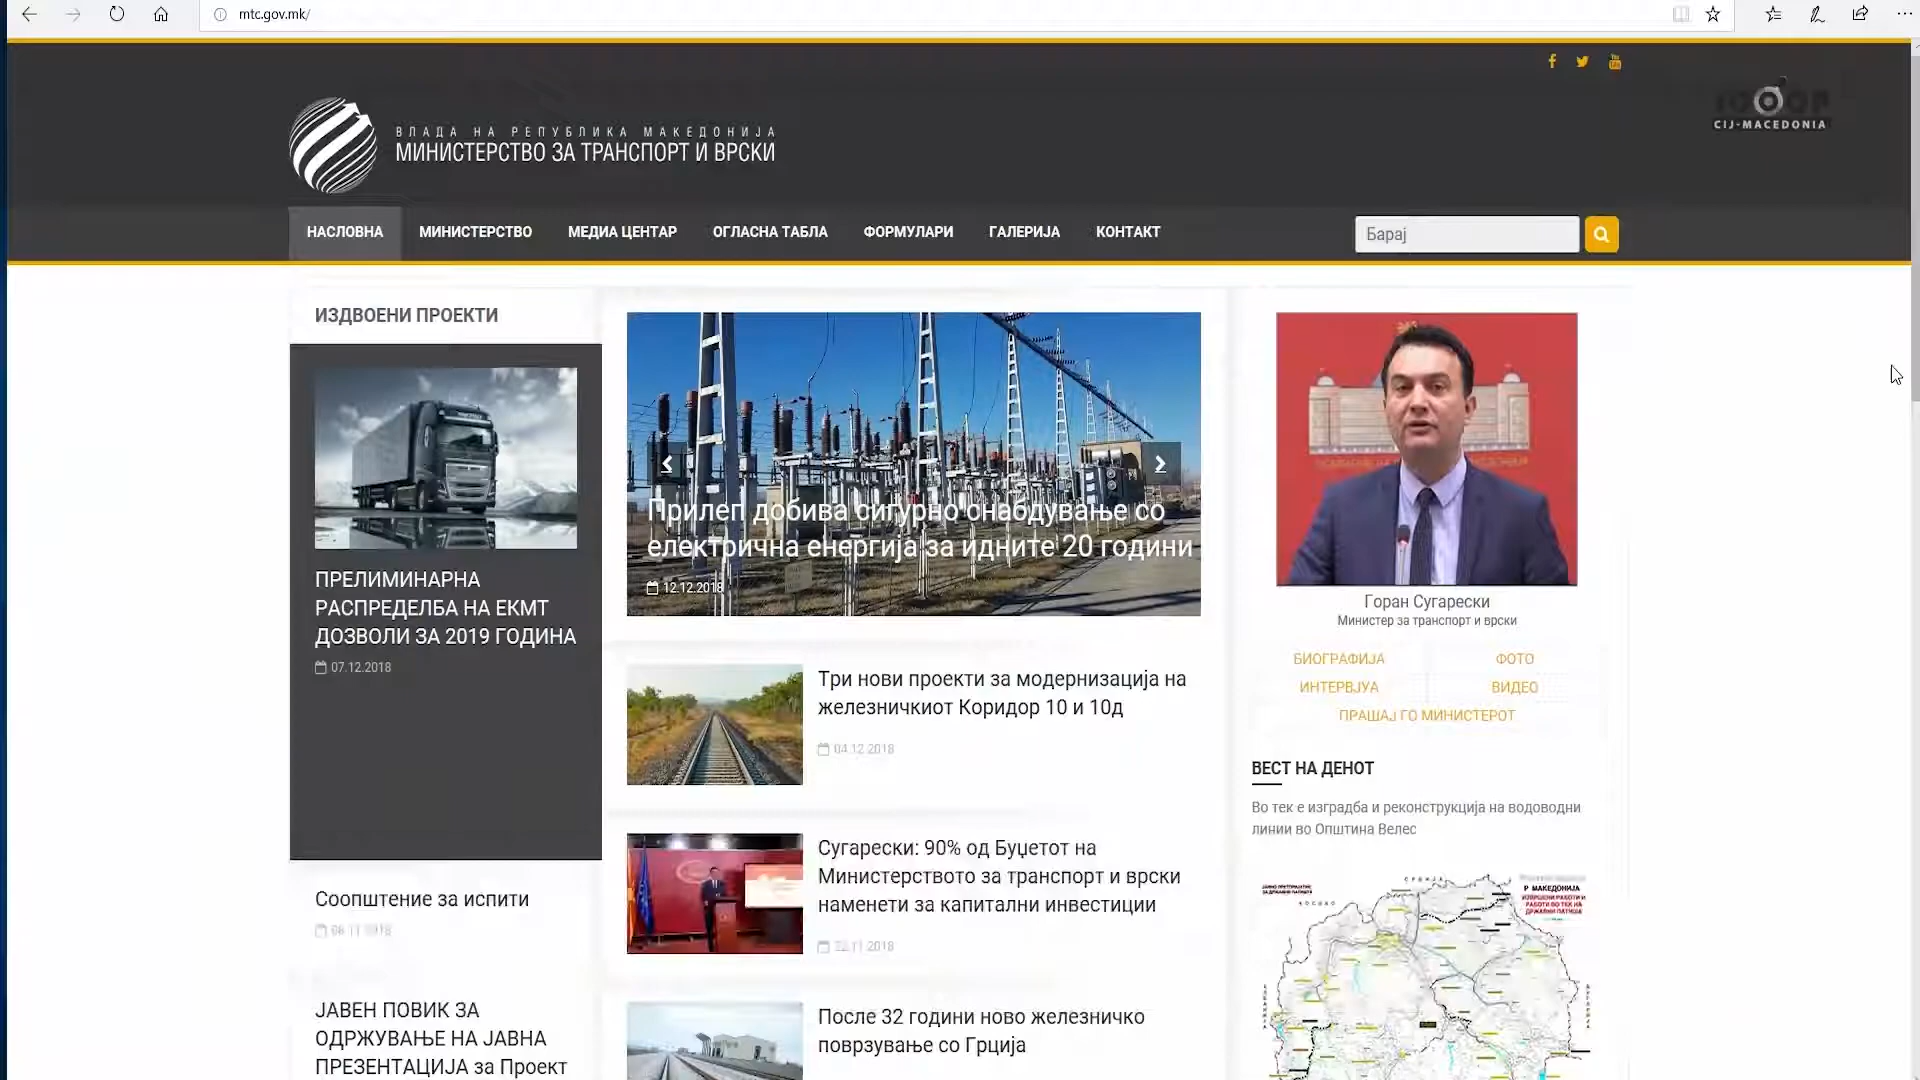 mtc.gov.mk/
CIJ-MACEDONIA
ВЛАДА НА РЕПУБЛИКА МАКЕДОНИЈА
МИНИСТЕРСТВО ЗА ТРАНСПОРТ И ВРСКИ
НАСЛОВНА МИНИСТЕРСТВО МЕДИА ЦЕНТАР ОГЛАСНА ТАБЛА ФОРМУЛАРИ ГАЛЕРИЈА КОНТАКТ
Барај
ИЗДВОЕНИ ПРОЕКТИ
ПРЕЛИМИНАРНА
РАСПРЕДЕЛБА НА ЕКМТ
ДОЗВОЛИ ЗА 2019 ГОДИНА
07.12.2018
Соопштение за испити
06.11.2018
ЈАВЕН ПОВИК ЗА
ОДРЖУВАЊЕ НА ЈАВНА
ПРЕЗЕНТАЦИЈА за Проект
Прилеп добива сигурно снабдување со
електрична енергија за идните 20 години
12.12.2018
Три нови проекти за модернизација на
железничкиот Коридор 10 и 10д
04.12.2018
Сугарески: 90% од Буџетот на
Министерството за транспорт и врски
наменети за капитални инвестиции
22.11.2018
После 32 години ново железничко
поврзување со Грција
Горан Сугарески
Министер за транспорт и врски
БИОГРАФИЈА ФОТО
ИНТЕРВЈУА ВИДЕО
ПРАШАЈ ГО МИНИСТЕРОТ
ВЕСТ НА ДЕНОТ
Во тек е изградба и реконструкција на водоводни
линии во Општина Велес
СРБИЈА
КОСОВО
Р МАКЕДОНИЈА